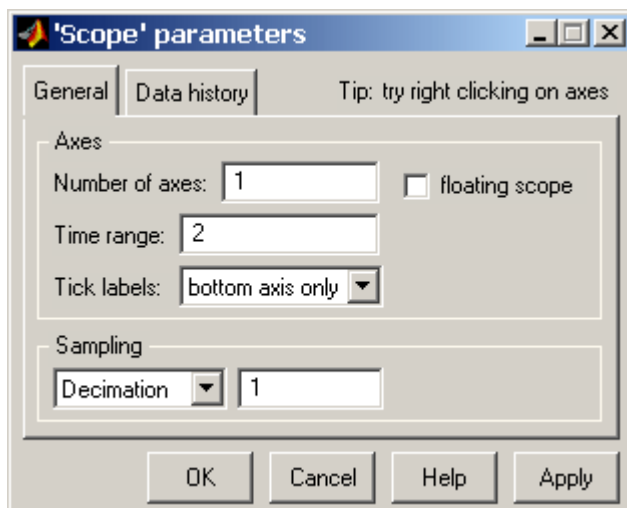 'Scope' parameters
General Data history Tip: try right clicking on axes
Axes
Number of axes: 1 floating scope
Time range: 2
Tick labels: bottom axis only
Sampling
Decimation 1
OK Cancel Help Apply